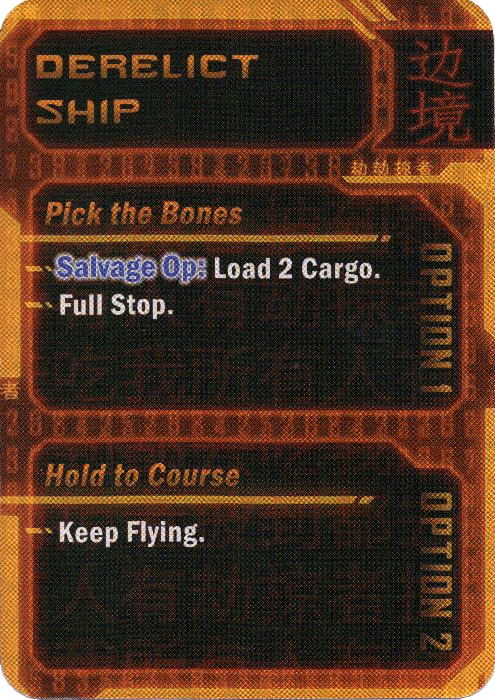 DERELICT
SHIP
边境
Pick the Bones
Salvage Op: Load 2 Cargo.
Full Stop.
OPTION 1
者
Hold to Course
Keep Flying.
OPTION 2